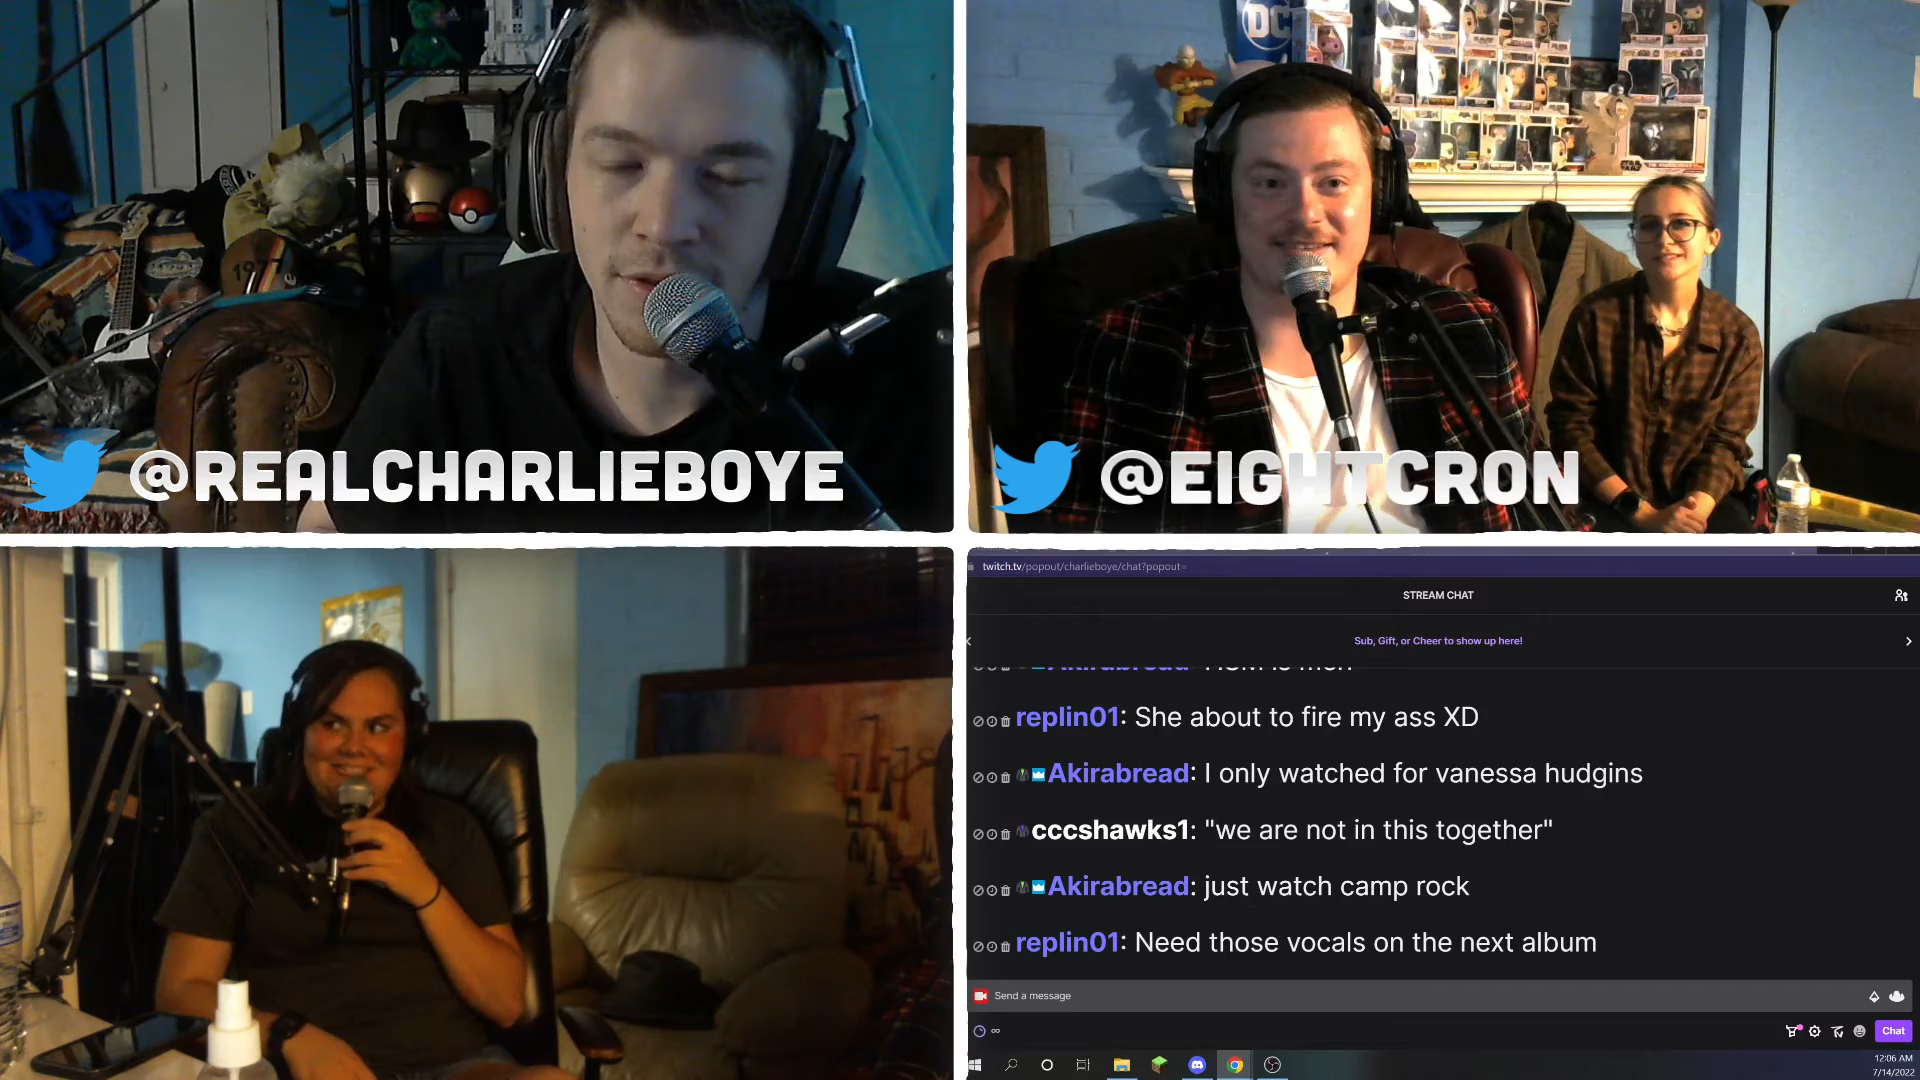 DC
1977
@REALCHARLIEBOYE
@EIGHTCRON
twitch.tv/popout/charlieboye/chat?popout=
STREAM CHAT
Sub, Gift, or Cheer to show up here!
replin01: She about to fire my ass XD
Akirabread: I only watched for vanessa hudgins
cccshawks1: "we are not in this together"
Akirabread: just watch camp rock
replin01: Need those vocals on the next album
Send a message
Chat
12:06 AM
7/14/2022